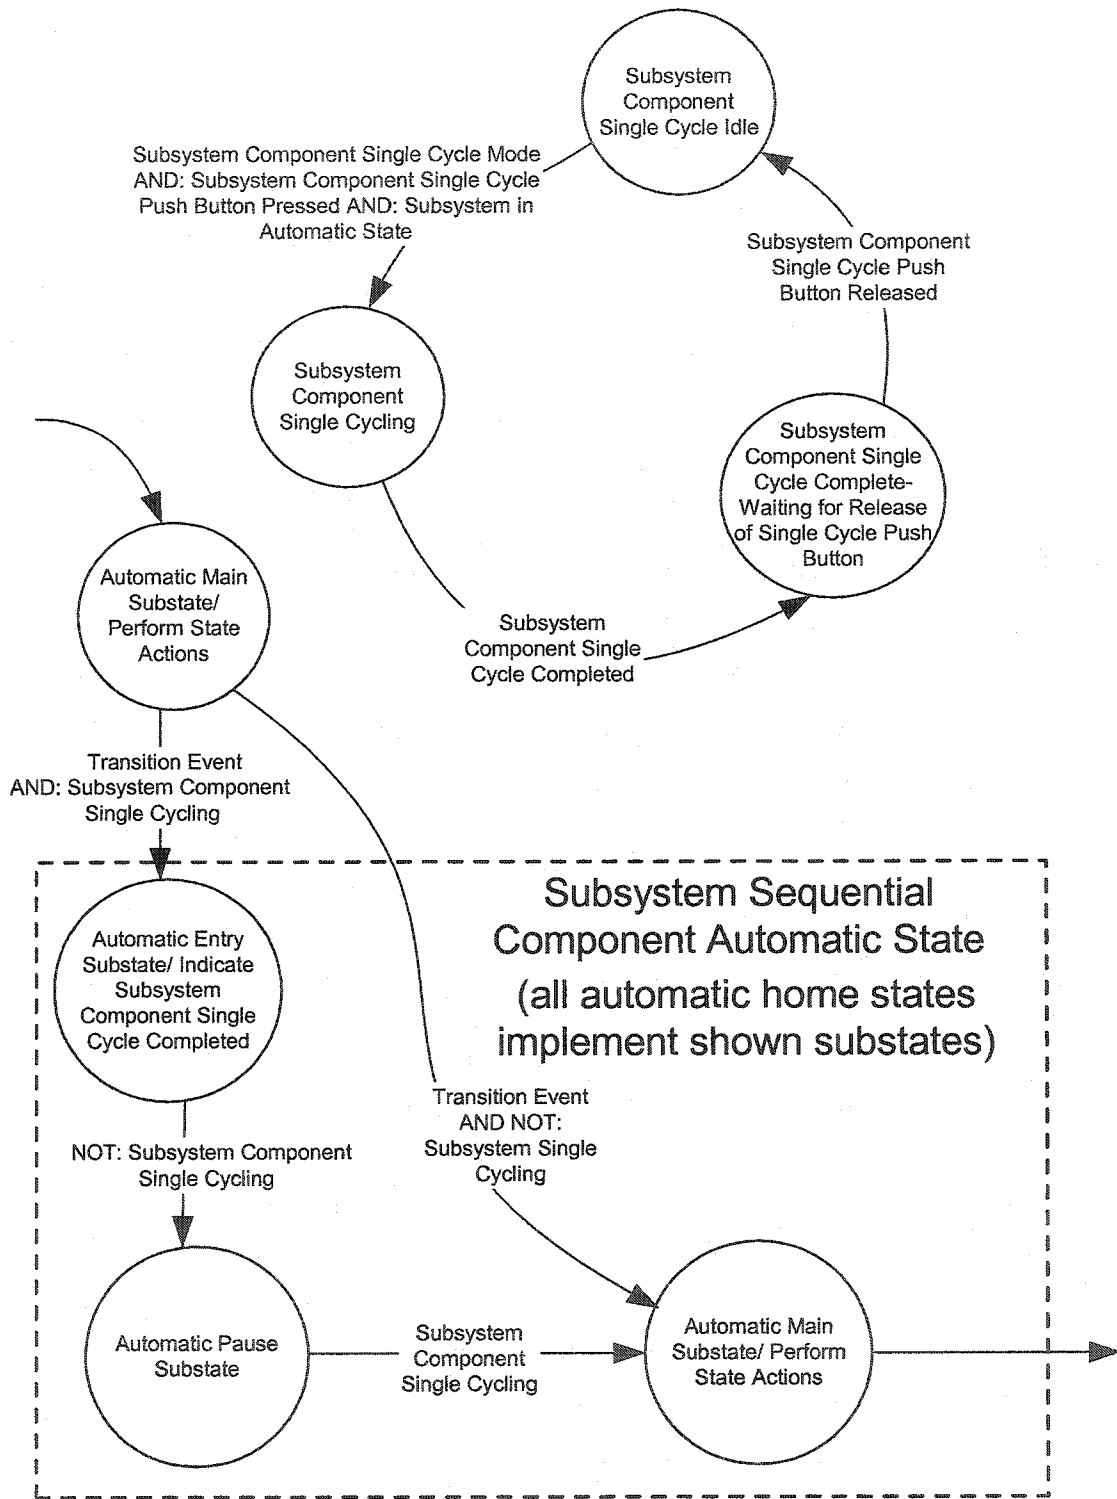 Subsystem
Component
Single Cycle Idle
Subsystem Component Single Cycle Mode
AND: Subsystem Component Single Cycle
Push Button Pressed AND: Subsystem in
Automatic State
Subsystem Component
Single Cycle Push
Button Released
Subsystem
Component
Single Cycling
Subsystem
Component Single
Cycle Complete-
Waiting for Release
of Single Cycle Push
Button
Automatic Main
Substate/
Perform State
Actions
Subsystem
Component Single
Cycle Completed
Transition Event
AND: Subsystem Component
Single Cycling
Subsystem Sequential
Component Automatic State
(all automatic home states
implement shown substates)
Automatic Entry
Substate/ Indicate
Subsystem
Component Single
Cycle Completed
Transition Event
AND NOT:
Subsystem Single
Cycling
NOT: Subsystem Component
Single Cycling
Automatic Pause
Substate
Subsystem
Component
Single Cycling
Automatic Main
Substate/ Perform
State Actions